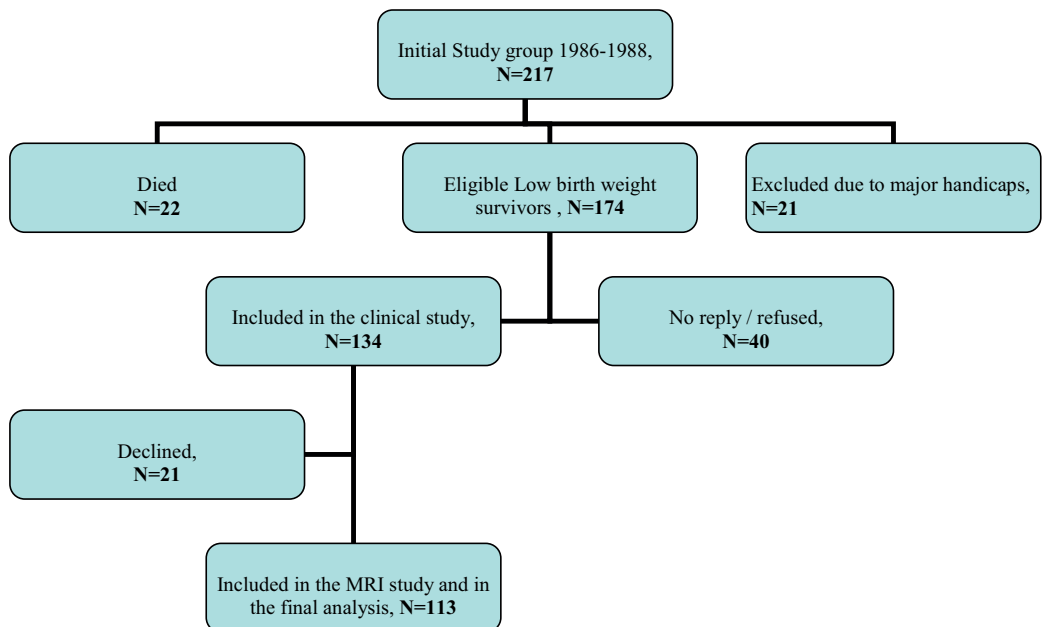 Initial Study group 1986-1988,
N=217
Died
N=22
Eligible Low birth weight
survivors , N=174
Excluded due to major handicaps,
N=21
Included in the clinical study,
N=134
No reply / refused,
N=40
Declined,
N=21
Included in the MRI study and in
the final analysis, N=113